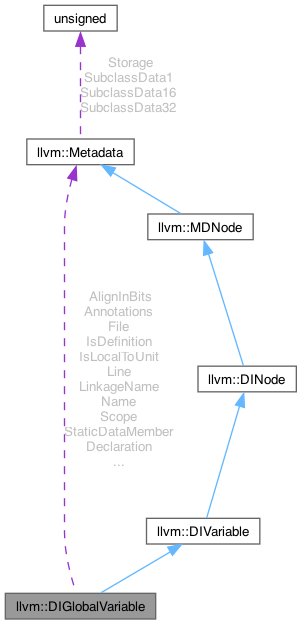 unsigned
Storage
SubclassData1
SubclassData16
SubclassData32
llvm::Metadata
llvm::MDNode
AlignInBits
Annotations
File
IsDefinition
IsLocalToUnit
Line
LinkageName
Name
Scope
StaticDataMember
Declaration
...
llvm::DINode
llvm::DIVariable
llvm::DIGlobalVariable